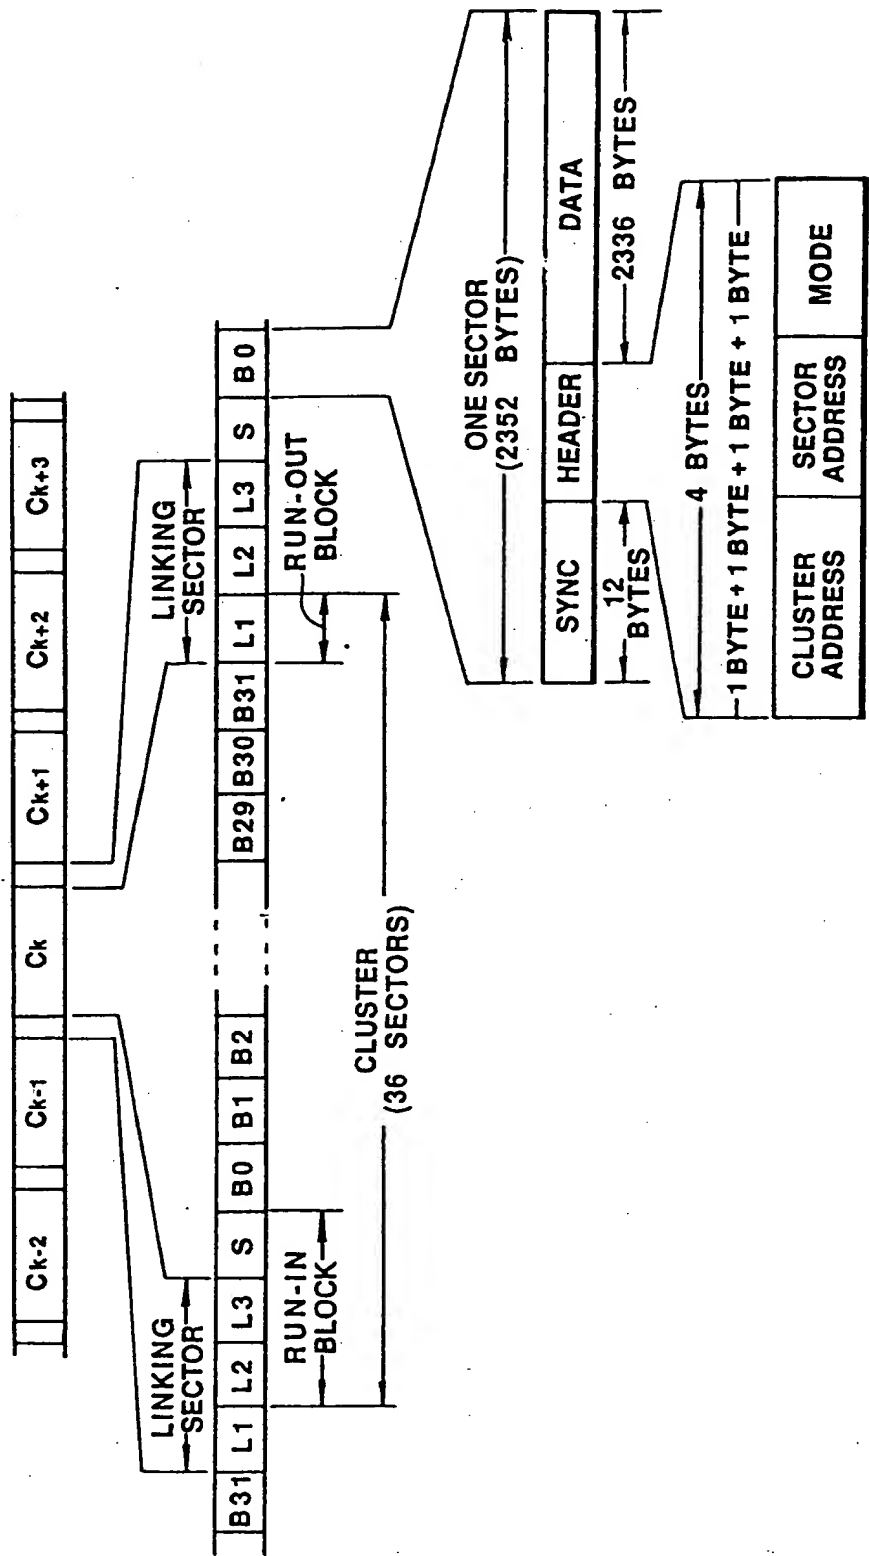 Ck-2 Ck-1 Ck Ck+1 Ck+2 Ck+3
LINKING
SECTOR
LINKING
SECTOR
B31 L1 L2 L3 S B0 B1 B2 B29 B30 B31 L1 L2 L3 S B0
RUN-IN
BLOCK
RUN-OUT
BLOCK
CLUSTER
(36 SECTORS)
ONE SECTOR
(2352 BYTES)
SYNC HEADER DATA
12
BYTES
2336 BYTES
4 BYTES
1 BYTE + 1 BYTE + 1 BYTE + 1 BYTE
CLUSTER
ADDRESS
SECTOR
ADDRESS
MODE